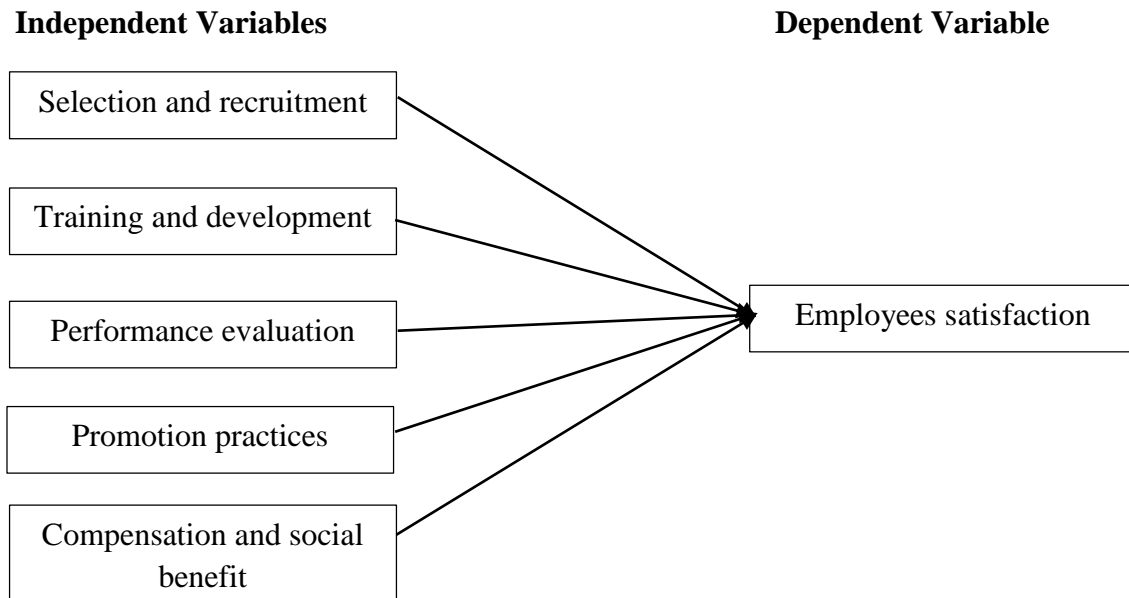 Independent Variables
Dependent Variable
Selection and recruitment
Training and development
Performance evaluation
Employees satisfaction
Promotion practices
Compensation and social
benefit